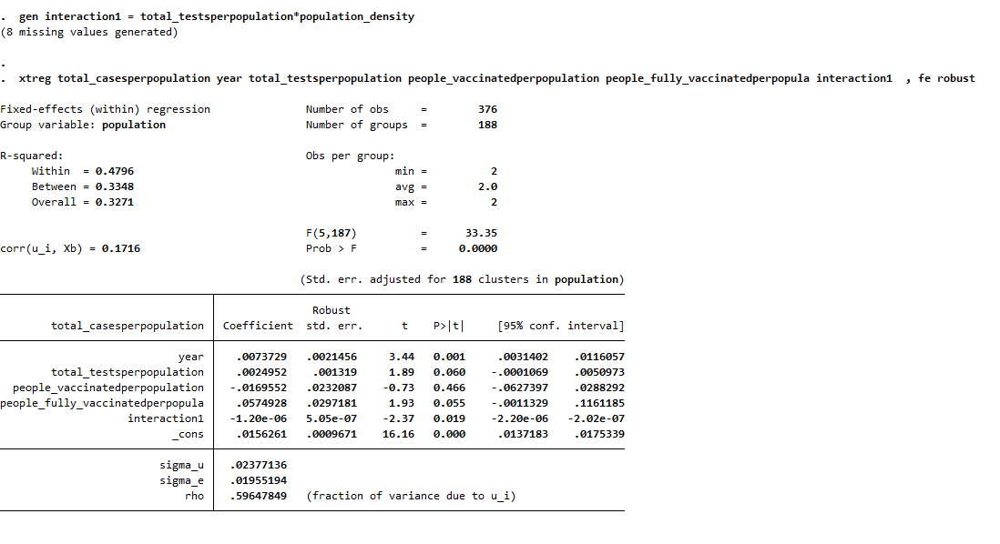 . gen interaction1 = total_testsperpopulation*population_density
(8 missing values generated)
.
. xtreg total_casesperpopulation year total_testsperpopulation people_vaccinatedperpopulation people_fully_vaccinatedperpopula interaction1 , fe robust
Fixed-effects (within) regression Number of obs = 376
Group variable: population Number of groups = 188
R-squared: Obs per group:
Within = 0.4796 min = 2
Between = 0.3348 avg = 2.0
Overall = 0.3271 max = 2
F(5,187) = 33.35
corr(u_i, Xb) = 0.1716 Prob > F = 0.0000
(Std. err. adjusted for 188 clusters in population)
Robust
total_casesperpopulation Coefficient std. err. t P>|t| [95% conf. interval]
year .0073729 .0021456 3.44 0.001 .0031402 .0116057
total_testsperpopulation .0024952 .001319 1.89 0.060 -.0001069 .0050973
people_vaccinatedperpopulation -.0169552 .0232087 -0.73 0.466 -.0627397 .0288292
people_fully_vaccinatedperpopula .0574928 .0297181 1.93 0.055 -.0011329 .1161185
interaction1 -1.20e-06 5.05e-07 -2.37 0.019 -2.20e-06 -2.02e-07
_cons .0156261 .0009671 16.16 0.000 .0137183 .0175339
sigma_u .02377136
sigma_e .01955194
rho .59647849 (fraction of variance due to u_i)